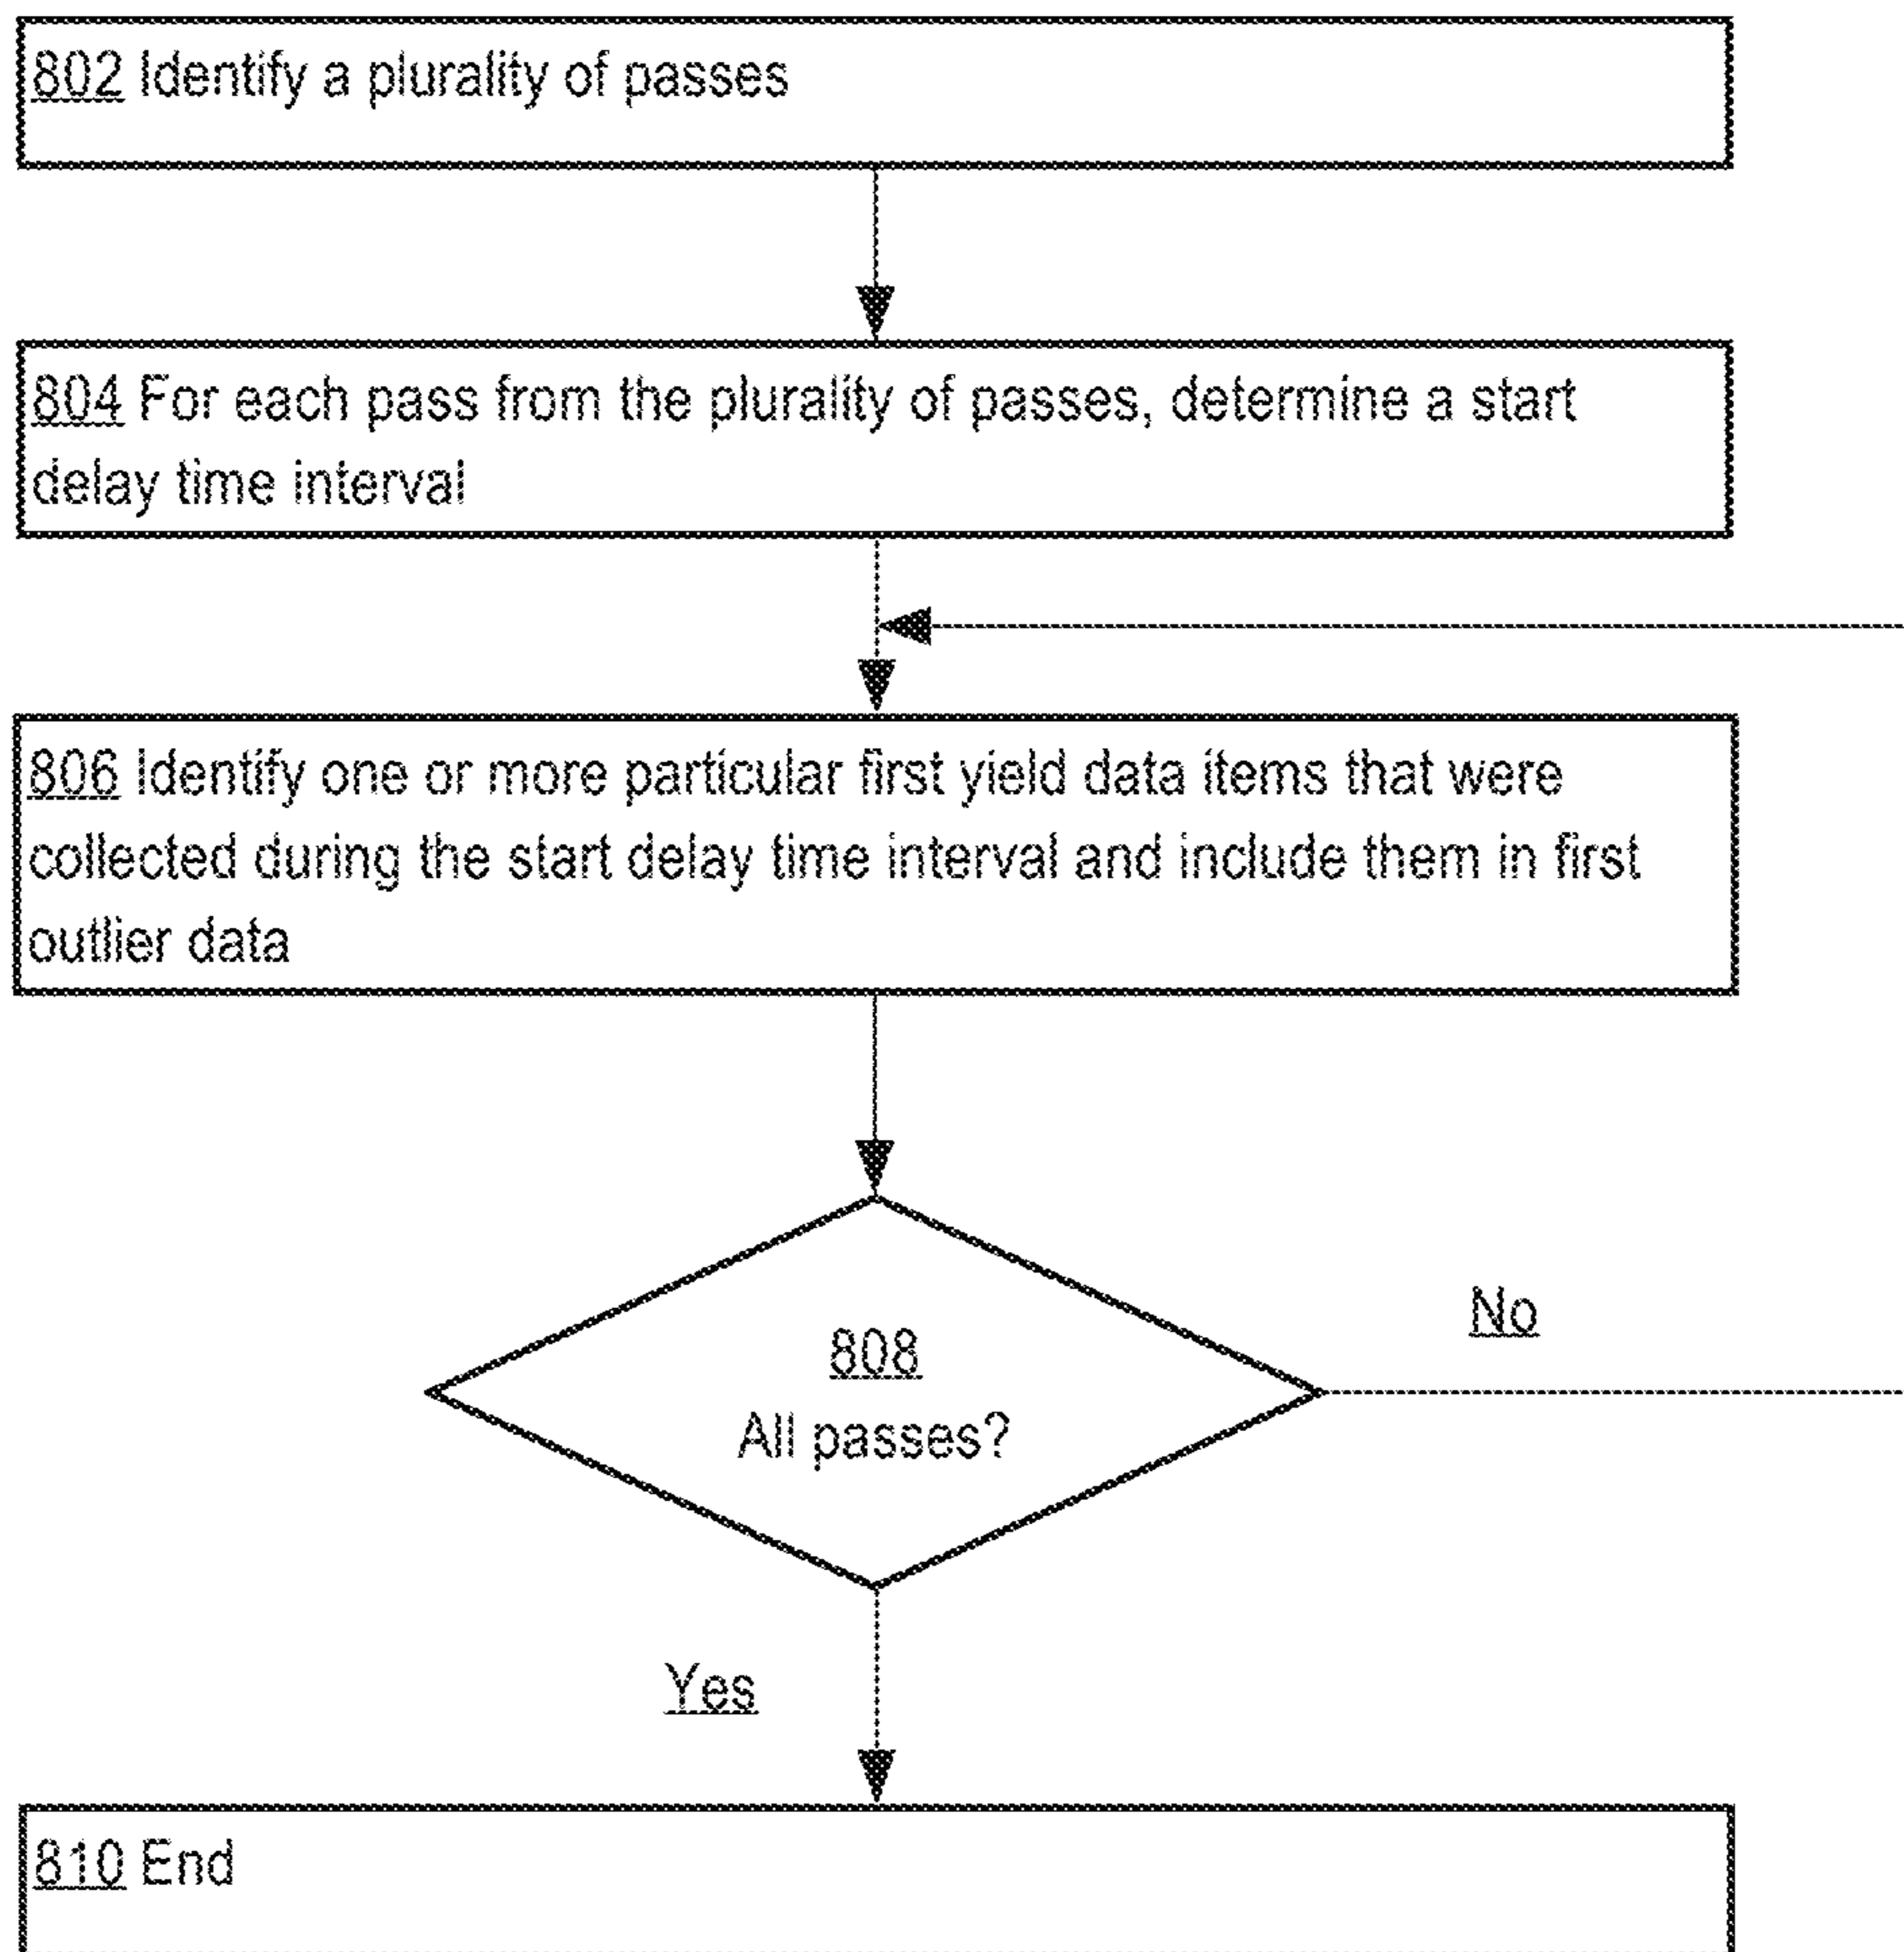 802 Identify a plurality of passes
804 For each pass from the plurality of passes, determine a start
delay time interval
806 Identify one or more particular first yield data items that were
collected during the start delay time interval and include them in first
outlier data
808
All passes?
No
Yes
810 End